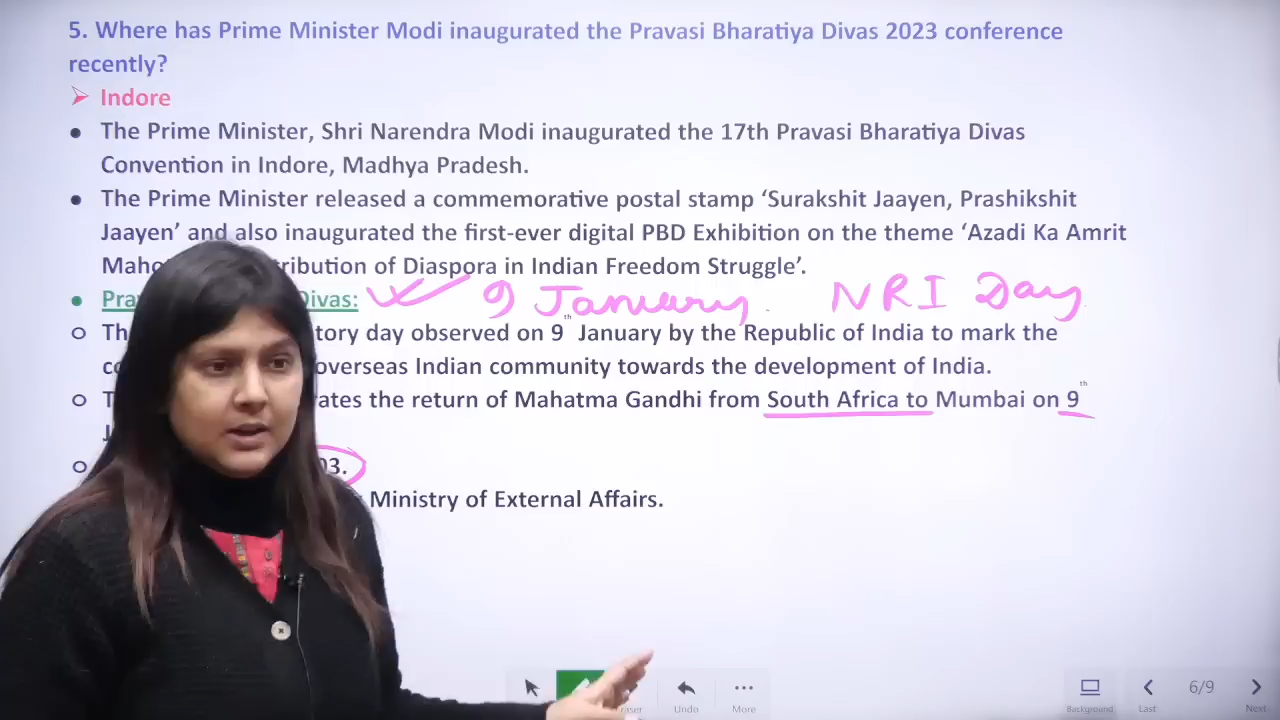 5. Where has Prime Minister Modi inaugurated the Pravasi Bharatiya Divas 2023 conference
recently?
➢ Indore
• The Prime Minister, Shri Narendra Modi inaugurated the 17th Pravasi Bharatiya Divas
Convention in Indore, Madhya Pradesh.
• The Prime Minister released a commemorative postal stamp ‘Surakshit Jaayen, Prashikshit
Jaayen’ and also inaugurated the first-ever digital PBD Exhibition on the theme ‘Azadi Ka Amrit
of Diaspora in Indian Freedom Struggle’.
• Divas: 9 January. NRI Day
day observed on 9th January by the Republic of India to mark the
overseas Indian community towards the development of India.
the return of Mahatma Gandhi from South Africa to Mumbai on 9th
03.
Ministry of External Affairs.
Undo
More
Background
Last
6/9
Next